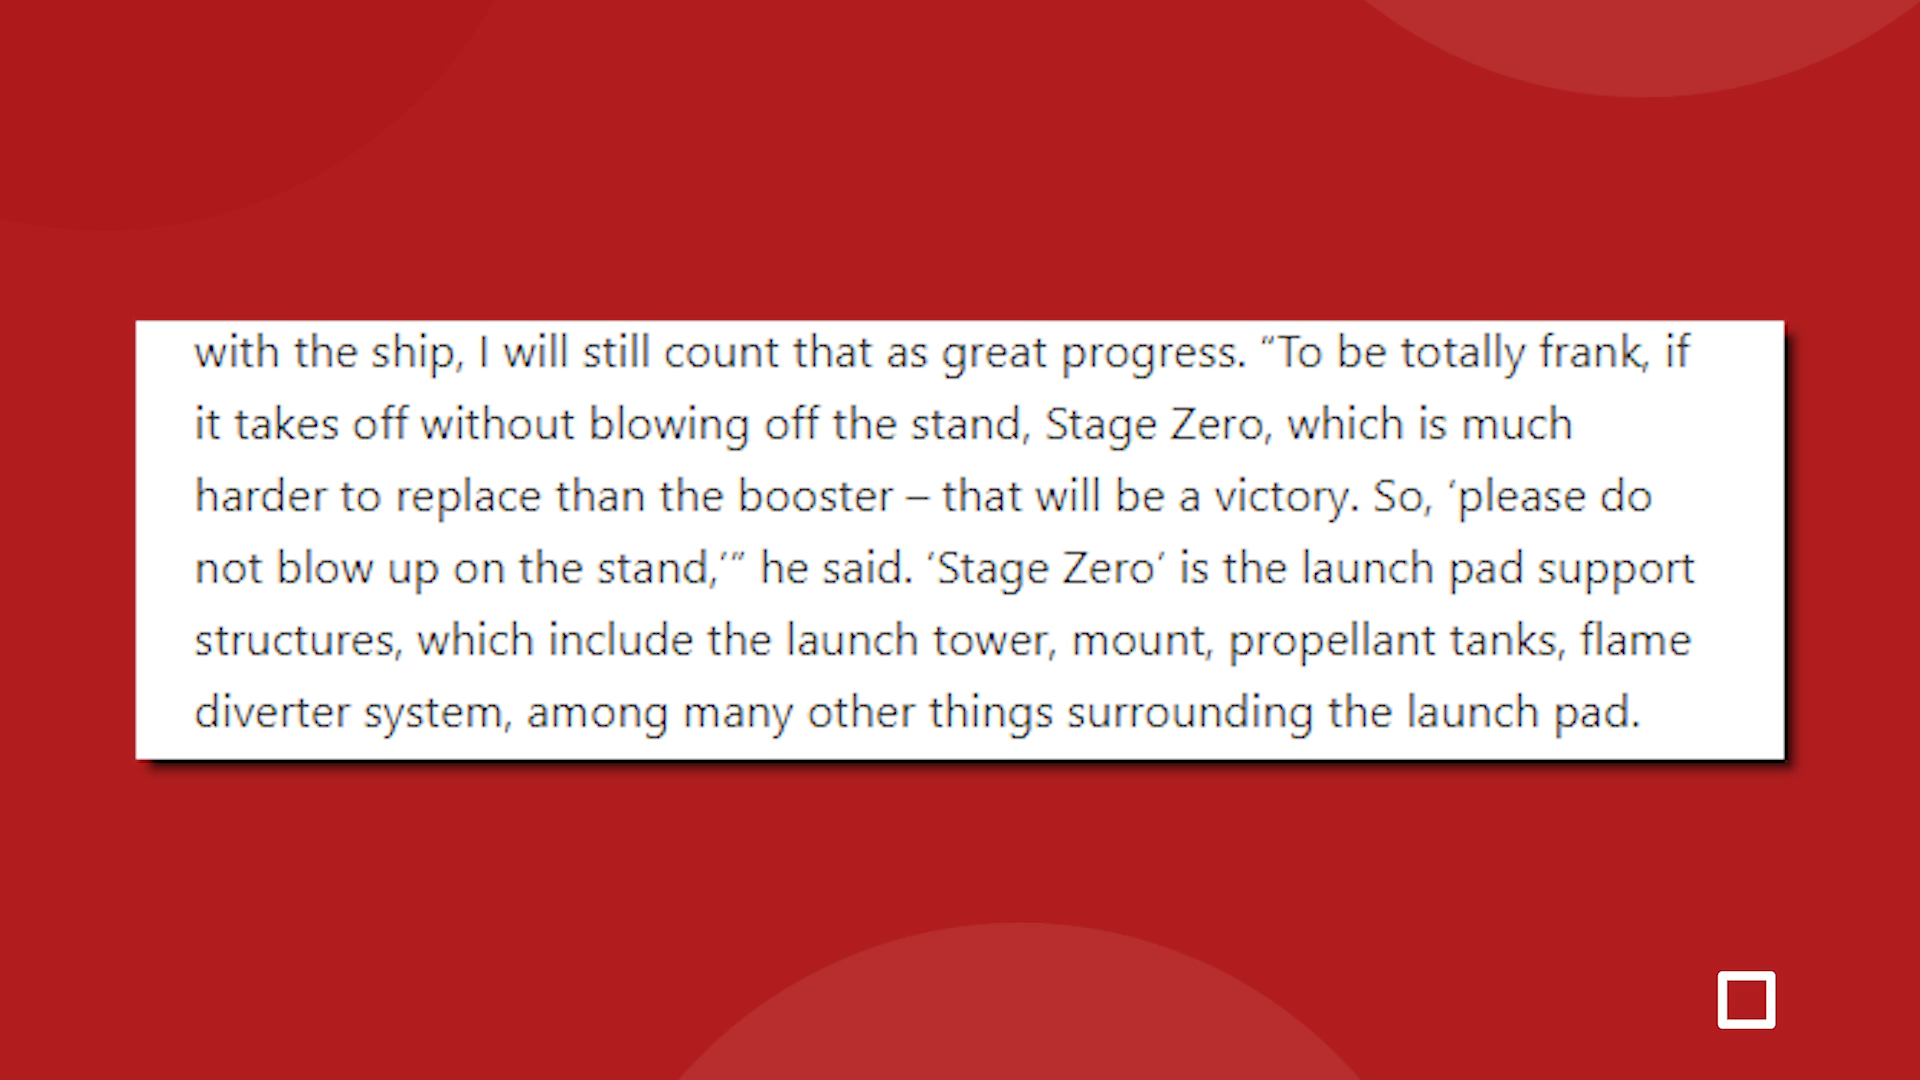 with the ship, I will still count that as great progress. “To be totally frank, if
it takes off without blowing off the stand, Stage Zero, which is much
harder to replace than the booster – that will be a victory. So, ‘please do
not blow up on the stand,’” he said. ‘Stage Zero’ is the launch pad support
structures, which include the launch tower, mount, propellant tanks, flame
diverter system, among many other things surrounding the launch pad.